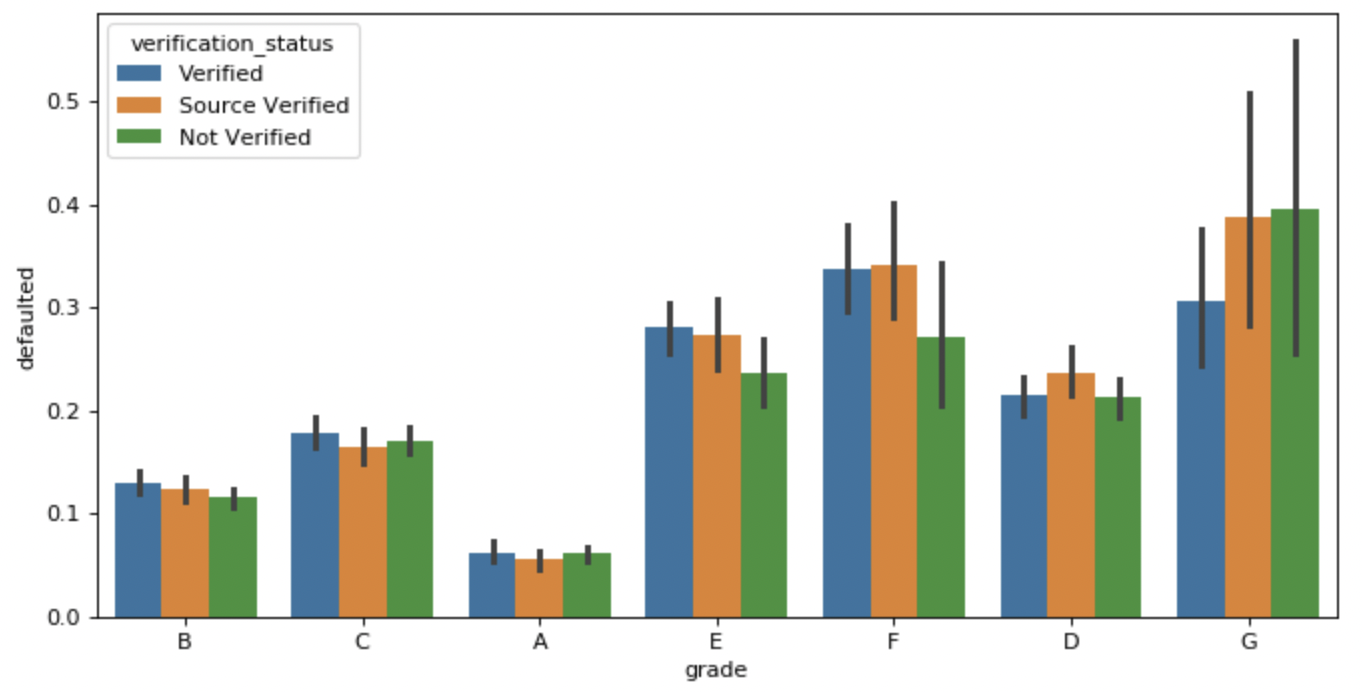 verification_status
Verified
Source Verified
Not Verified
0.5
0.4
0.3
0.2
0.1
0.0
defaulted
B C A E F D G
grade